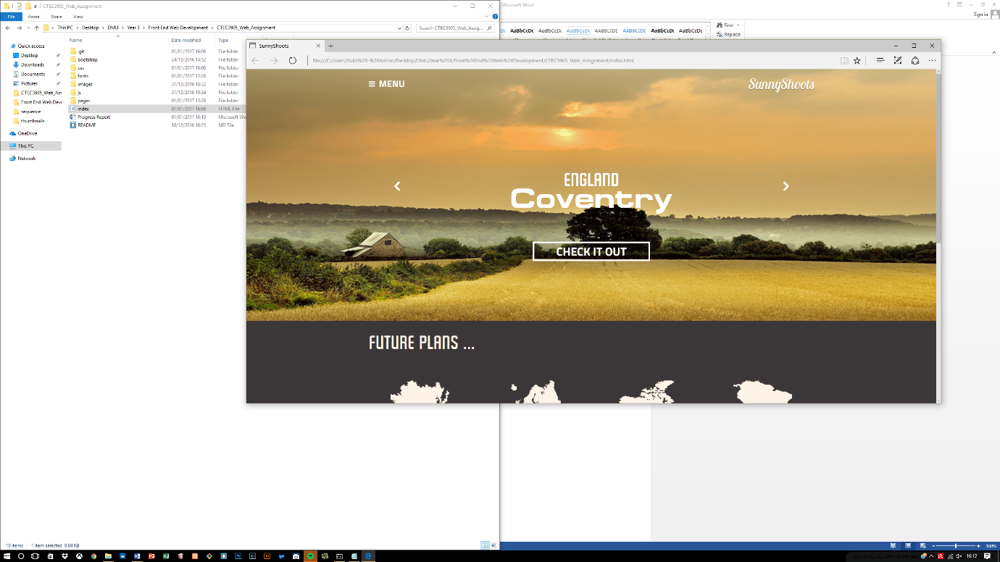 CTEC3905_Web_Assignment
File Home Share View
This PC Desktop DMU Year 3 Front End Web Development CTEC3905_Web_Assignment
Search CTEC3905_Web_Assig...
Quick access
Desktop
Downloads
Documents
Pictures
CTEC3905_Web_Ass
Front End Web Dev
sequence
thumbnails
OneDrive
This PC
Network
Name Date modified Type
.git 01/01/2017 16:06 File folder
bootstrap 24/12/2016 14:52 File folder
css 01/01/2017 16:06 File folder
fonts 01/01/2017 13:26 File folder
images 31/12/2016 10:32 File folder
js 31/12/2016 19:34 File folder
pages 01/01/2017 13:26 File folder
index 01/01/2017 16:06 HTML File
Progress Report 01/01/2017 16:10 Microsoft Wo
README 18/12/2016 16:35 MD File
10 items 1 item selected 8.84 KB
Microsoft Word
Sign in
AaBbCcDc AaBbCcDc AaBbCcDc AABBCCDC AABBCCDC AaBbCcDc AaBbCcDc
Find
Replace
SunnyShoots
file:///C:/Users/Sukh%20-%20Admin/Desktop/DMU/Year%203/Front%20End%20Web%20Development/CTEC3905_Web_Assignment/index.html
MENU
SunnyShoots
ENGLAND
Coventry
CHECK IT OUT
FUTURE PLANS ...
100%
16:12